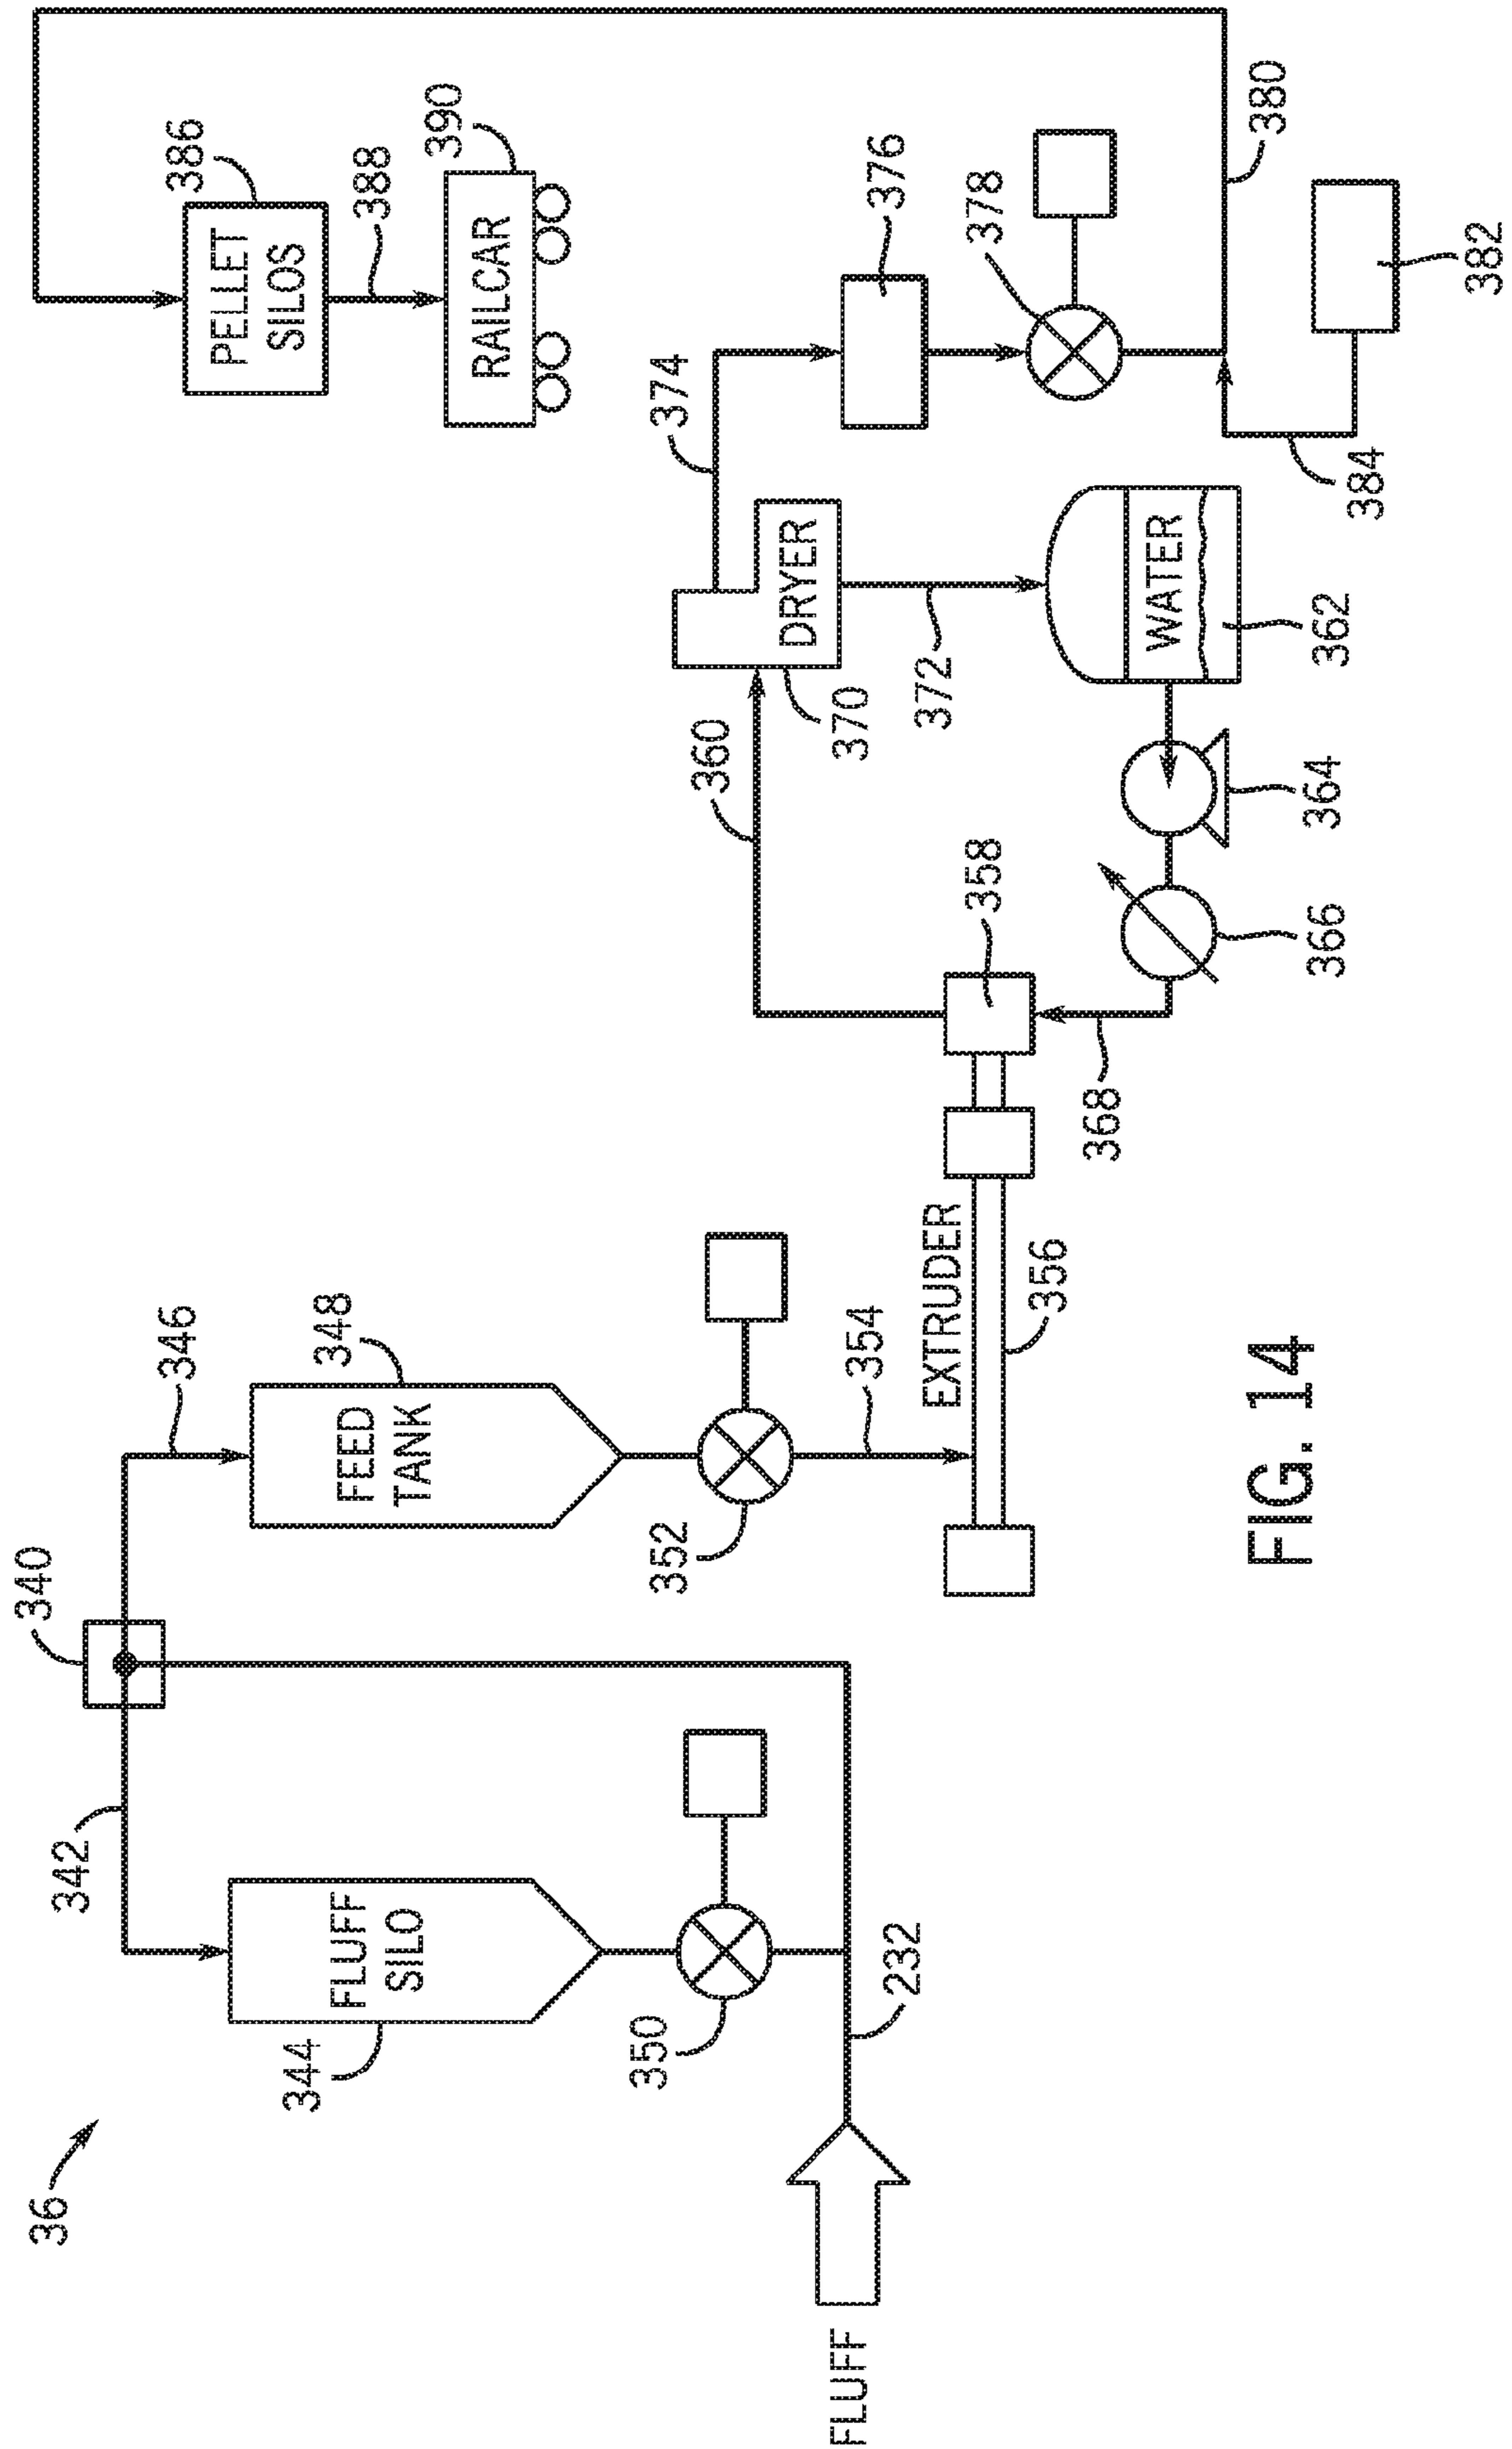 36
342
340
346
344
FLUFF
SILO
350
FEED
TANK
348
352
354
FLUFF
232
EXTRUDER
356
358
360
368
366
364
362
WATER
DRYER
370
372
374
376
378
380
382
384
PELLET
SILOS
386
388
RAILCAR
390
FIG. 14